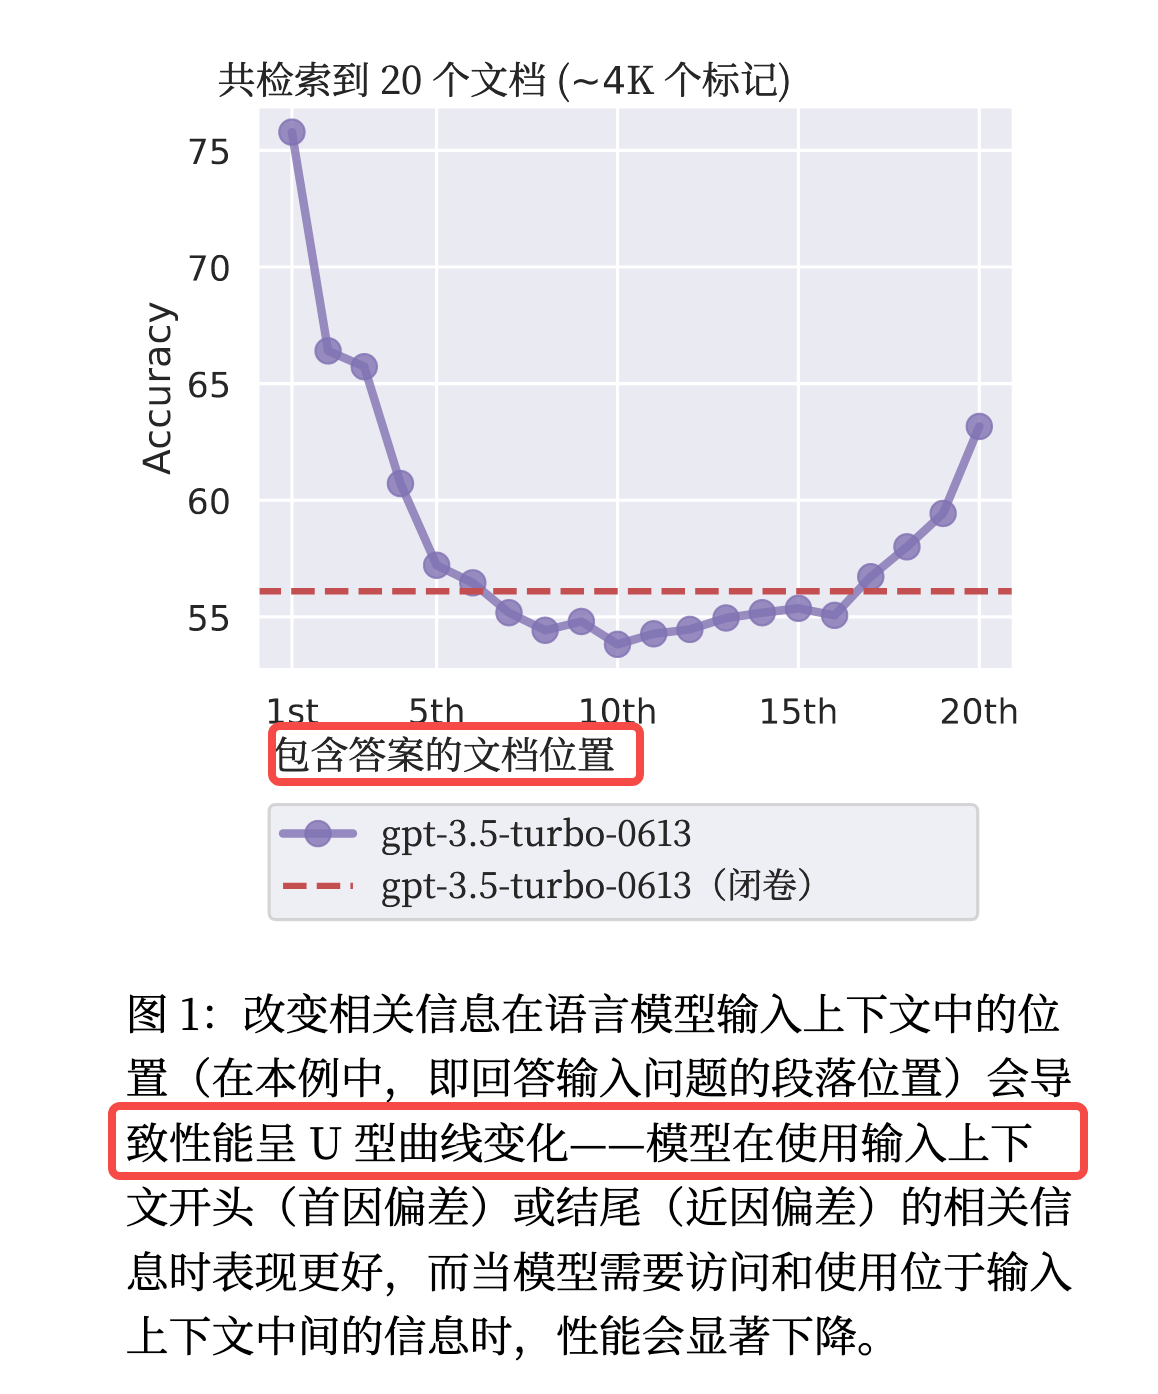 共检索到 20 个文档 (~4K 个标记)
75
70
65
60
55
Accuracy
1st 5th 10th 15th 20th
包含答案的文档位置
gpt-3.5-turbo-0613
gpt-3.5-turbo-0613（闭卷）
图 1：改变相关信息在语言模型输入上下文中的位
置（在本例中，即回答输入问题的段落位置）会导
致性能呈 U 型曲线变化——模型在使用输入上下
文开头（首因偏差）或结尾（近因偏差）的相关信
息时表现更好，而当模型需要访问和使用位于输入
上下文中间的信息时，性能会显著下降。